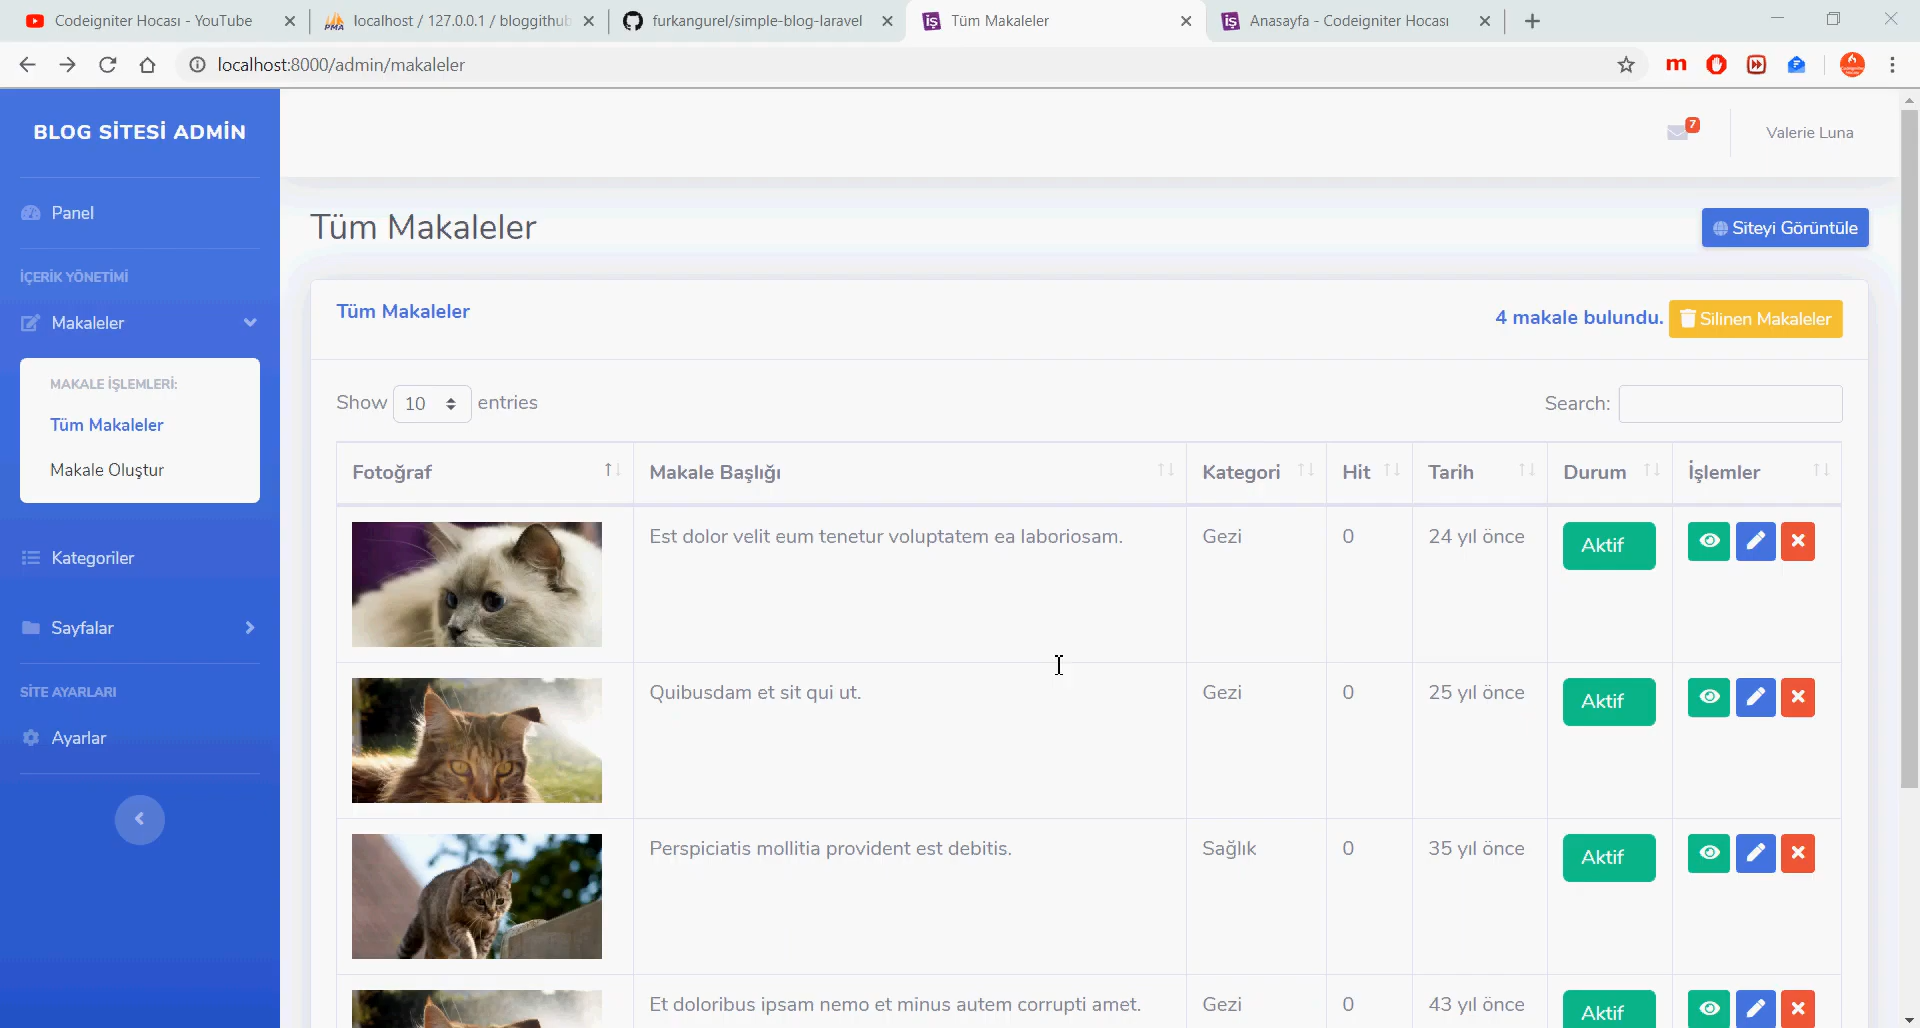 Codeigniter Hocası - YouTube
localhost / 127.0.0.1 / bloggithub
furkangurel/simple-blog-laravel
Tüm Makaleler
Anasayfa - Codeigniter Hocası
localhost:8000/admin/makaleler
BLOG SİTESİ ADMİN
7
Valerie Luna
Panel
Tüm Makaleler
Siteyi Görüntüle
İÇERİK YÖNETİMİ
Makaleler
Tüm Makaleler
4 makale bulundu.
Silinen Makaleler
MAKALE İŞLEMLERİ:
Tüm Makaleler
Makale Oluştur
Show 10 entries
Search:
Kategoriler
Sayfalar
SİTE AYARLARI
Ayarlar
Fotoğraf Makale Başlığı Kategori Hit Tarih Durum İşlemler
Est dolor velit eum tenetur voluptatem ea laboriosam. Gezi 0 24 yıl önce Aktif
Quibusdam et sit qui ut. Gezi 0 25 yıl önce Aktif
Perspiciatis mollitia provident est debitis. Sağlık 0 35 yıl önce Aktif
Et doloribus ipsam nemo et minus autem corrupti amet. Gezi 0 43 yıl önce Aktif